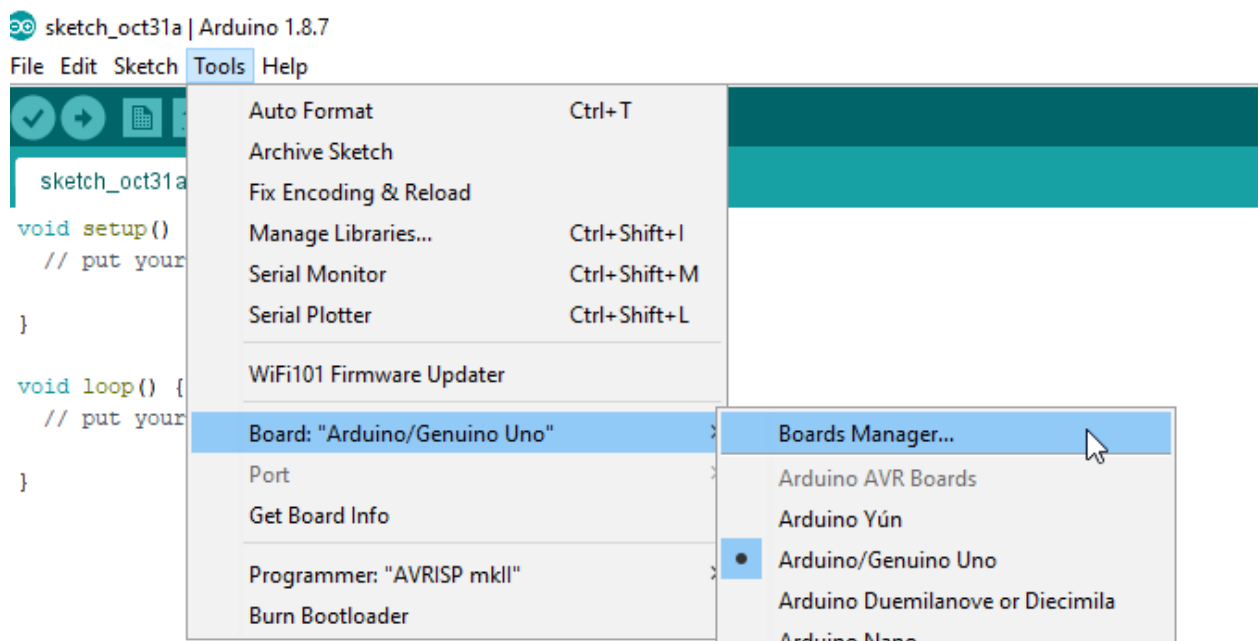 sketch_oct31a | Arduino 1.8.7
File Edit Sketch Tools Help
sketch_oct31a
void setup()
// put your
}
void loop() {
// put your
}
Auto Format Ctrl+T
Archive Sketch
Fix Encoding & Reload
Manage Libraries... Ctrl+Shift+I
Serial Monitor Ctrl+Shift+M
Serial Plotter Ctrl+Shift+L
WiFi101 Firmware Updater
Board: "Arduino/Genuino Uno"
Port
Get Board Info
Programmer: "AVRISP mkII"
Burn Bootloader
Boards Manager...
Arduino AVR Boards
Arduino Yún
Arduino/Genuino Uno
Arduino Duemilanove or Diecimila
Arduino Nano